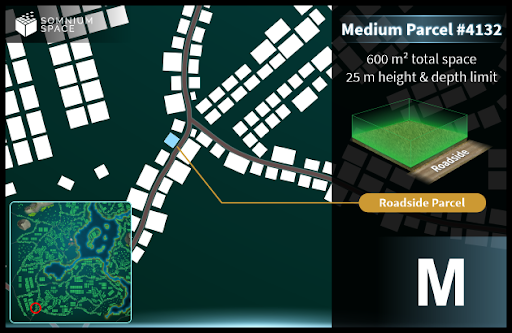 SOMNIUM
SPACE
Medium Parcel #4132
600 m² total space
25 m height & depth limit
Roadside
Roadside Parcel
M